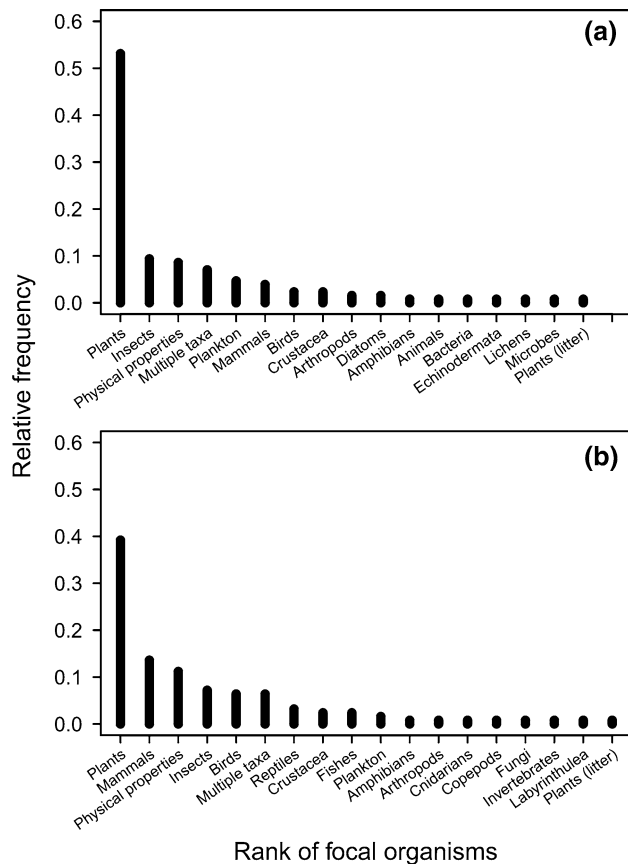 (a)
0.6
0.5
0.4
0.3
0.2
0.1
0.0
Plants
Insects
Physical properties
Multiple taxa
Plankton
Mammals
Birds
Crustacea
Arthropods
Diatoms
Amphibians
Animals
Bacteria
Echinodermata
Lichens
Microbes
Plants (litter)
Relative frequency
(b)
0.6
0.5
0.4
0.3
0.2
0.1
0.0
Plants
Mammals
Physical properties
Insects
Birds
Multiple taxa
Reptiles
Crustacea
Fishes
Plankton
Amphibians
Arthropods
Cnidarians
Copepods
Fungi
Invertebrates
Labyrinthulea
Plants (litter)
Rank of focal organisms